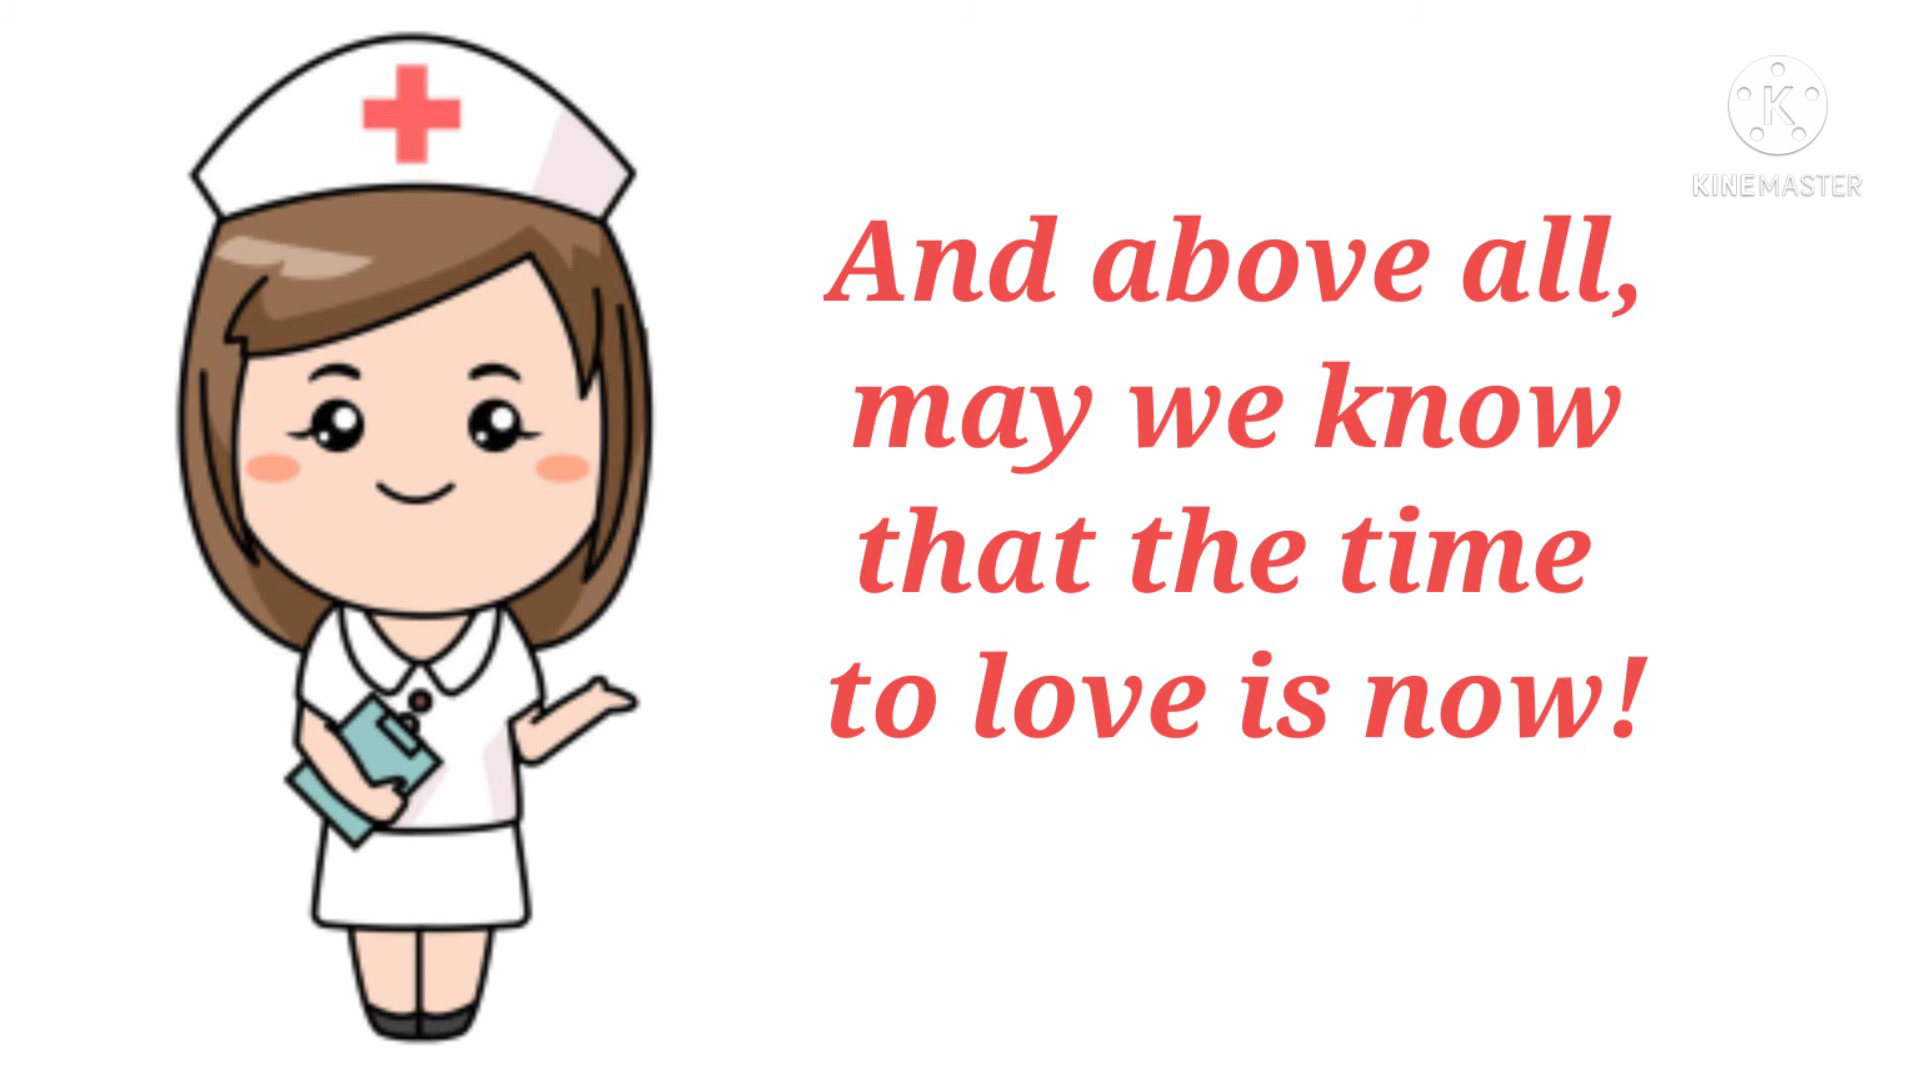 K
KINEMASTER
And above all,
may we know
that the time
to love is now!